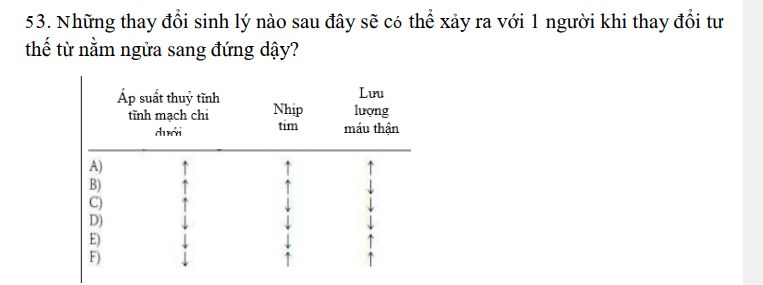 53. Những thay đổi sinh lý nào sau đây sẽ có thể xảy ra với 1 người khi thay đổi tư
thế từ nằm ngửa sang đứng dậy?
Áp suất thuỷ tĩnh tĩnh mạch chi dưới Nhịp tim Lưu lượng máu thận
A) ↑ ↑ ↑
B) ↑ ↑ ↓
C) ↑ ↓ ↓
D) ↓ ↓ ↓
E) ↓ ↓ ↑
F) ↓ ↑ ↑